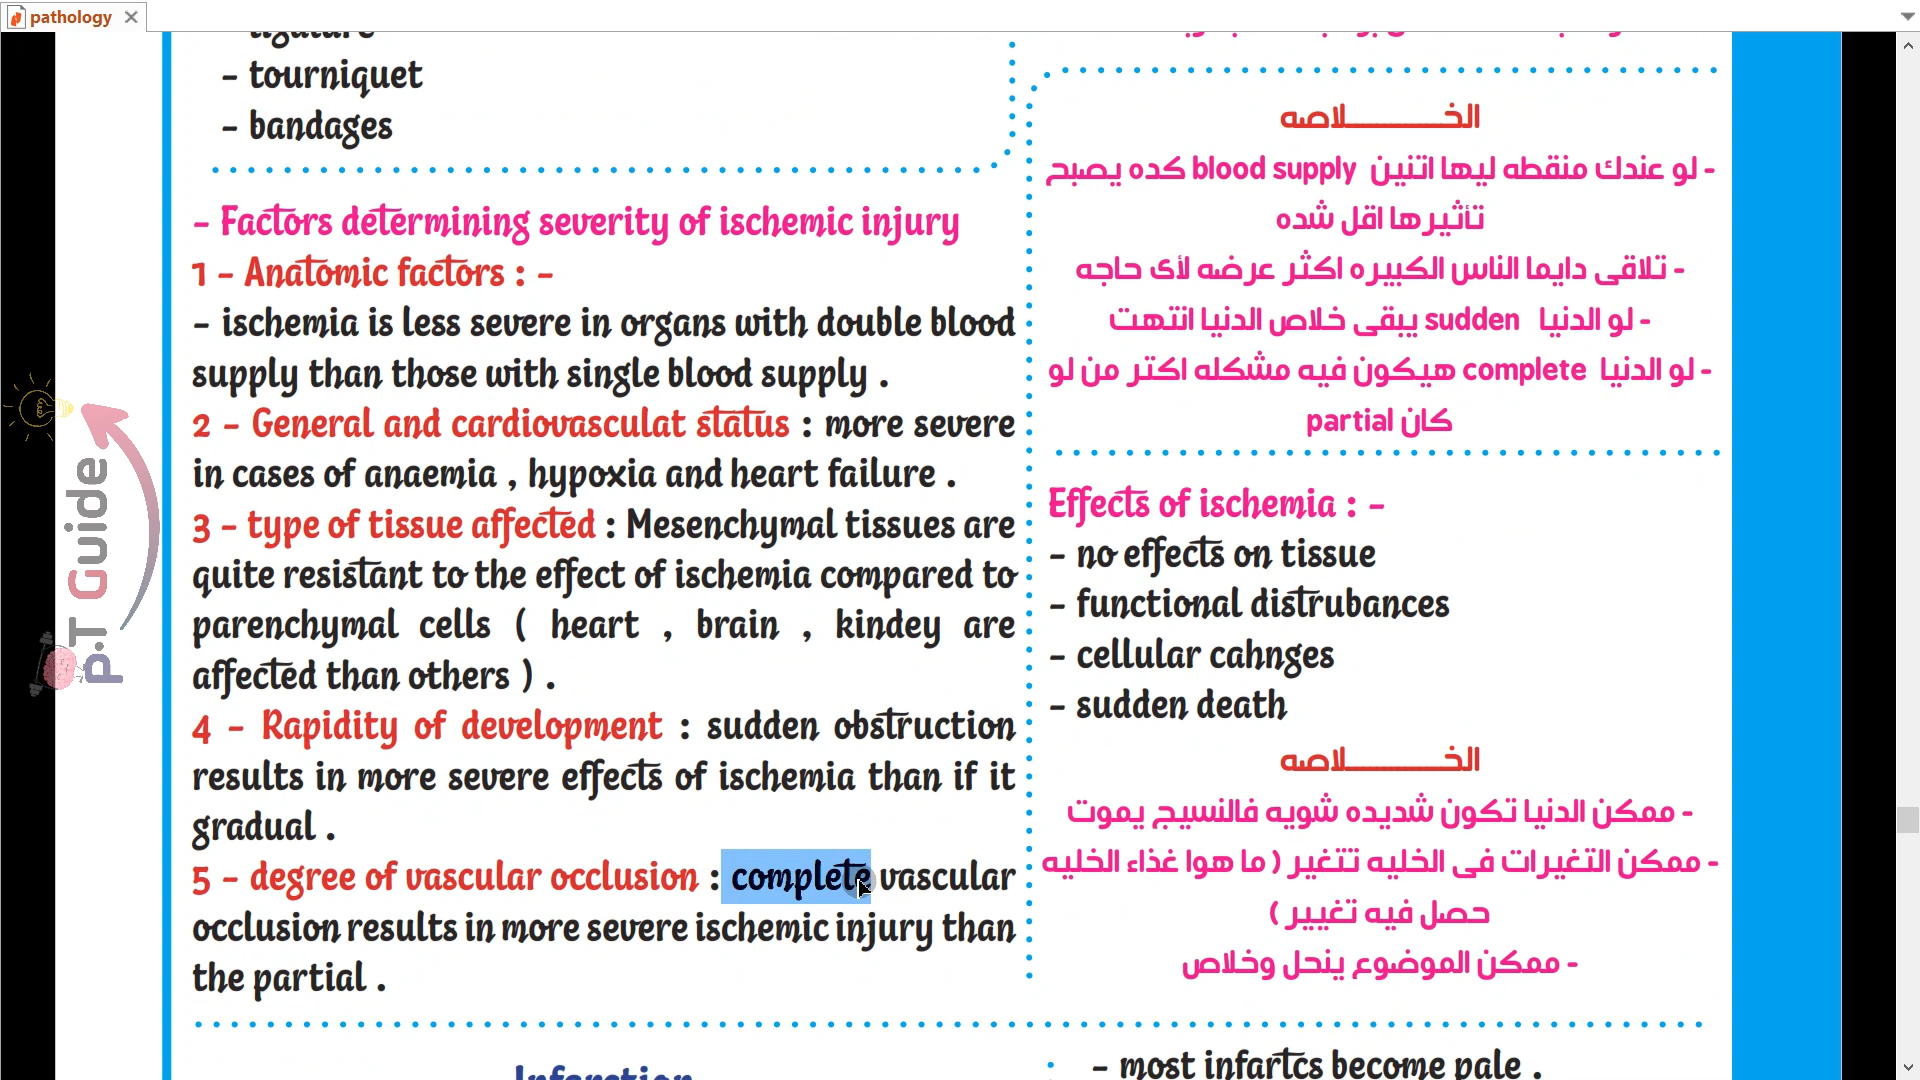 pathology
- tourniquet
- bandages
- Factors determining severity of ischemic injury
1 - Anatomic factors : -
- ischemia is less severe in organs with double blood
supply than those with single blood supply .
2 - General and cardiovasculat status : more severe
in cases of anaemia , hypoxia and heart failure .
3 - type of tissue affected : Mesenchymal tissues are
quite resistant to the effect of ischemia compared to
parenchymal cells ( heart , brain , kindey are
affected than others ) .
4 - Rapidity of development : sudden obstruction
results in more severe effects of ischemia than if it
gradual .
5 - degree of vascular occlusion : complete vascular
occlusion results in more severe ischemic injury than
the partial .
الخـــــــــــــلاصه
- لو عندك منقطه ليها اتنين blood supply كده يصبح
تأثيرها اقل شده
- تلاقى دايما الناس الكبيره اكثر عرضه لأى حاجه
- لو الدنيا sudden يبقى خلاص الدنيا انتهت
- لو الدنيا complete هيكون فيه مشكله اكتر من لو
كان partial
Effects of ischemia : -
- no effects on tissue
- functional distrubances
- cellular cahnges
- sudden death
الخـــــــــــــلاصه
- ممكن الدنيا تكون شديده شويه فالنسيج يموت
- ممكن التغيرات فى الخليه تتغير ( ما هوا غذاء الخليه
حصل فيه تغيير )
- ممكن الموضوع ينحل وخلاص
Infarction
- most infartcs become pale .
P.T Guide